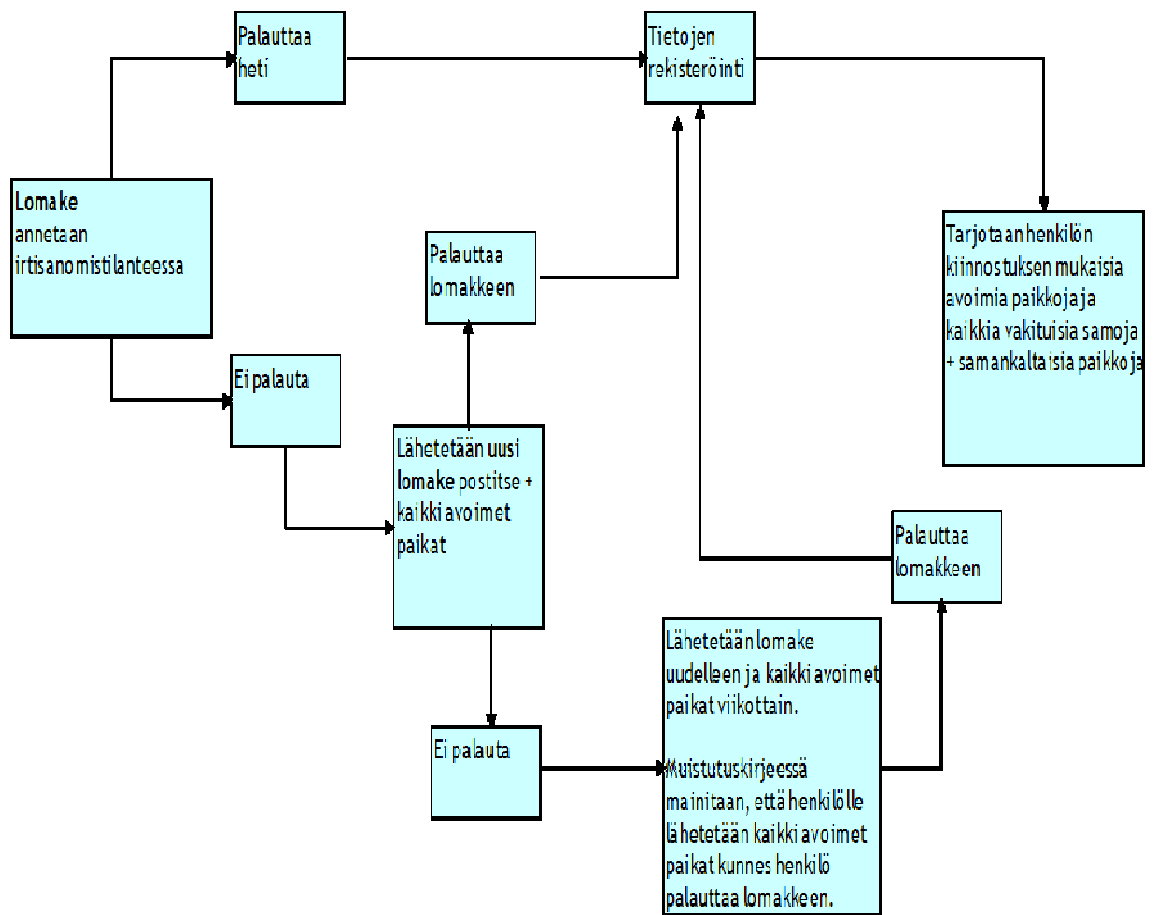 Palauttaa
heti
Tietojen
rekisteröinti
Lomake
annetaan
irtisanomistilanteessa
Palauttaa
lomakkeen
Tarjotaan henkilön
kiinnostuksen mukaisia
avoimia paikkoja ja
kaikkia vakituisia samoja
+ samankaltaisia paikkoja
Ei palauta
Lähetetään uusi
lomake postitse +
kaikki avoimet
paikat
Palauttaa
lomakkeen
Lähetetään lomake
uudelleen ja kaikki avoimet
paikat viikottain.
Muistutuskirjeessä
mainitaan, että henkilölle
lähetetään kaikki avoimet
paikat kunnes henkilö
palauttaa lomakkeen.
Ei palauta